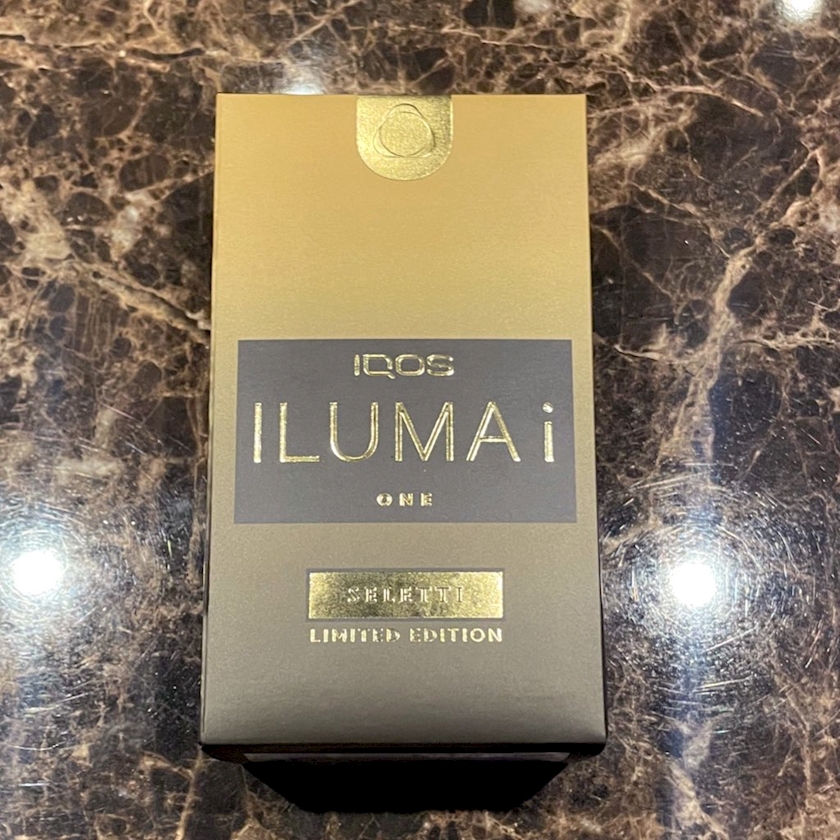 IQOS
ILUMA i
ONE
SELETTI
LIMITED EDITION